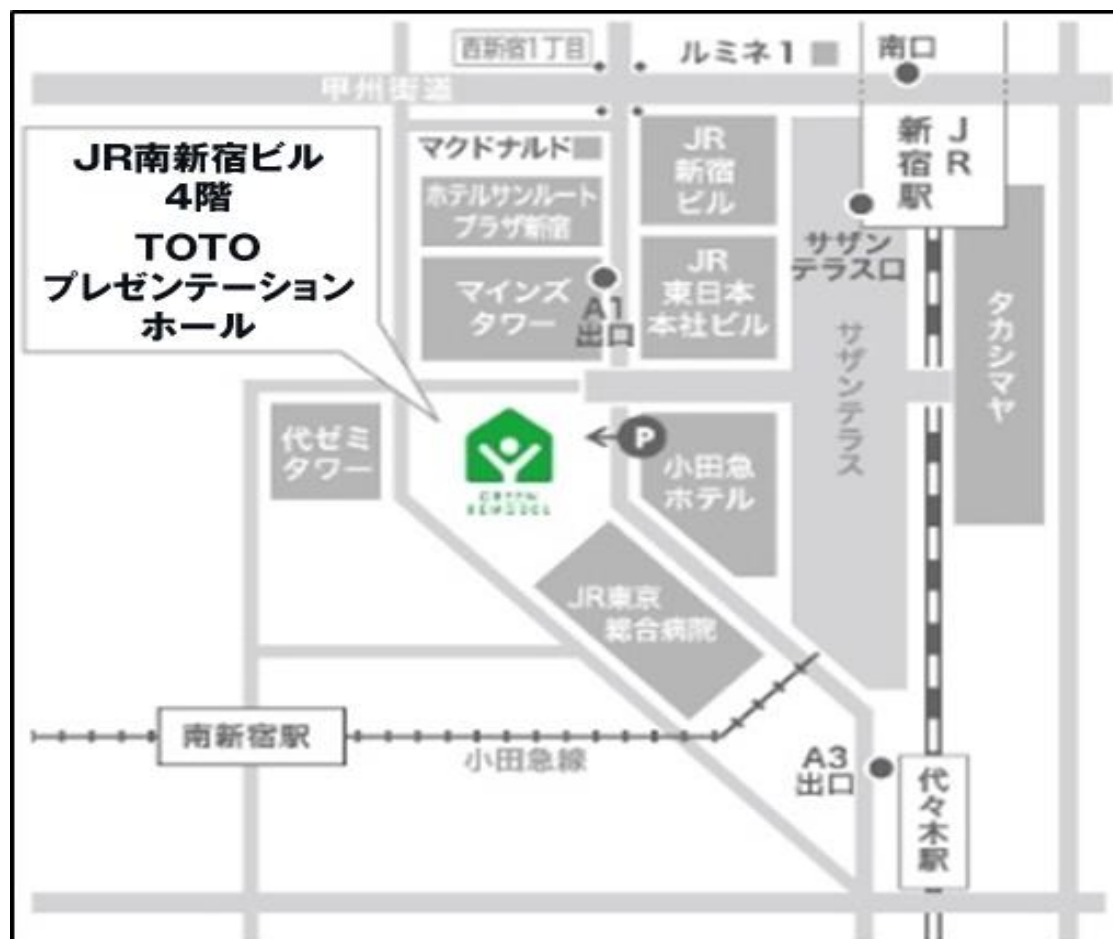 西新宿1丁目
ルミネ1
南口
甲州街道
JR
新宿駅
JR南新宿ビル
4階
TOTO
プレゼンテーション
ホール
マクドナルド
ホテルサンルート
プラザ新宿
マインズ
タワー
A1
出口
JR
新宿
ビル
JR
東日本
本社ビル
サザン
テラス口
サザンテラス
タカシマヤ
代ゼミ
タワー
P
GREEN
REMODEL
小田急
ホテル
JR東京
総合病院
南新宿駅
小田急線
A3
出口
代々木駅